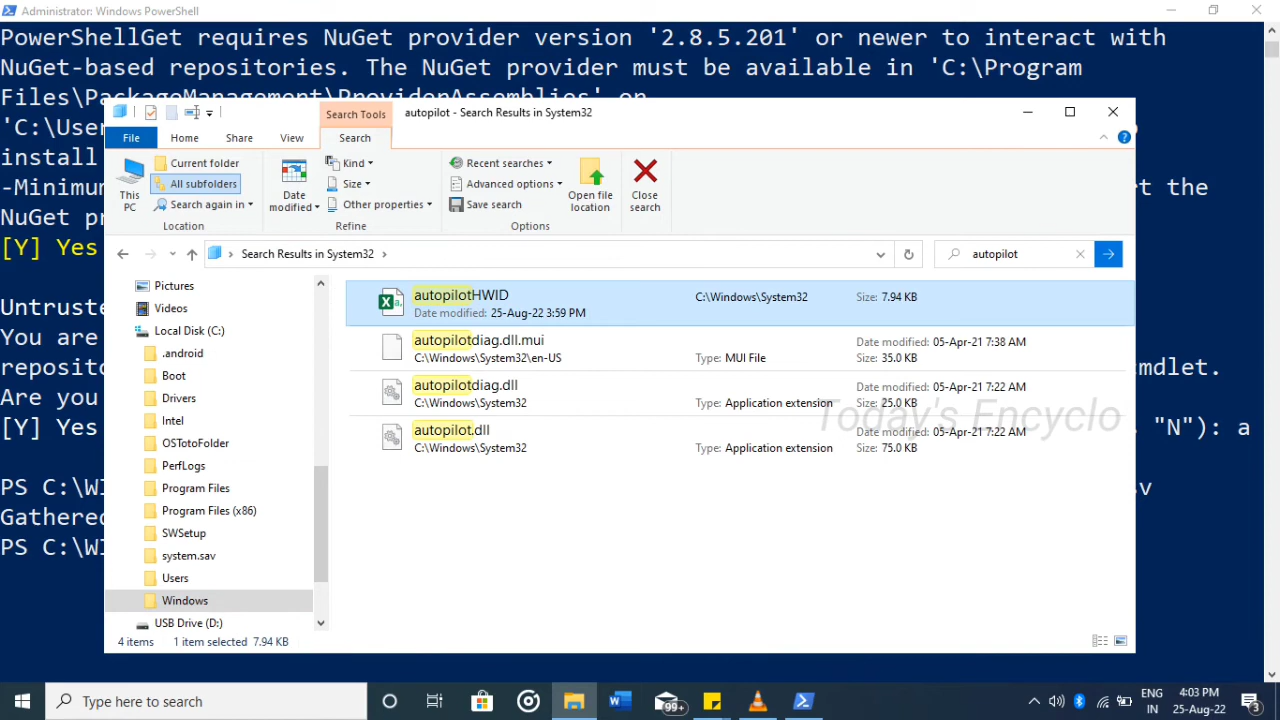 Administrator: Windows PowerShell
PowerShellGet requires NuGet provider version '2.8.5.201' or newer to interact with
NuGet-based repositories. The NuGet provider must be available in 'C:\Program
Files\PackageManagement\ProviderAssemblies' on
'C:\User
install
-Minimum
t the
NuGet pr
[Y] Yes
Untruste
You are
reposito
mdlet.
Are you
[Y] Yes
"N"): a
PS C:\WI
v
Gathered
PS C:\WI
Search Tools
autopilot - Search Results in System32
File
Home
Share
View
Search
This PC
Current folder
All subfolders
Search again in
Location
Date modified
Kind
Size
Other properties
Refine
Recent searches
Advanced options
Save search
Open file location
Options
Close search
Search Results in System32
autopilot
Pictures
Videos
Local Disk (C:)
.android
Boot
Drivers
Intel
OSTotoFolder
PerfLogs
Program Files
Program Files (x86)
SWSetup
system.sav
Users
Windows
USB Drive (D:)
autopilotHWID
C:\Windows\System32
Size: 7.94 KB
Date modified: 25-Aug-22 3:59 PM
autopilotdiag.dll.mui
Date modified: 05-Apr-21 7:38 AM
C:\Windows\System32\en-US
Type: MUI File
Size: 35.0 KB
autopilotdiag.dll
Date modified: 05-Apr-21 7:22 AM
C:\Windows\System32
Type: Application extension
Size: 25.0 KB
autopilot.dll
Date modified: 05-Apr-21 7:22 AM
C:\Windows\System32
Type: Application extension
Size: 75.0 KB
Today's Encyclo
4 items
1 item selected 7.94 KB
Type here to search
99+
ENG
IN
4:03 PM
25-Aug-22
3